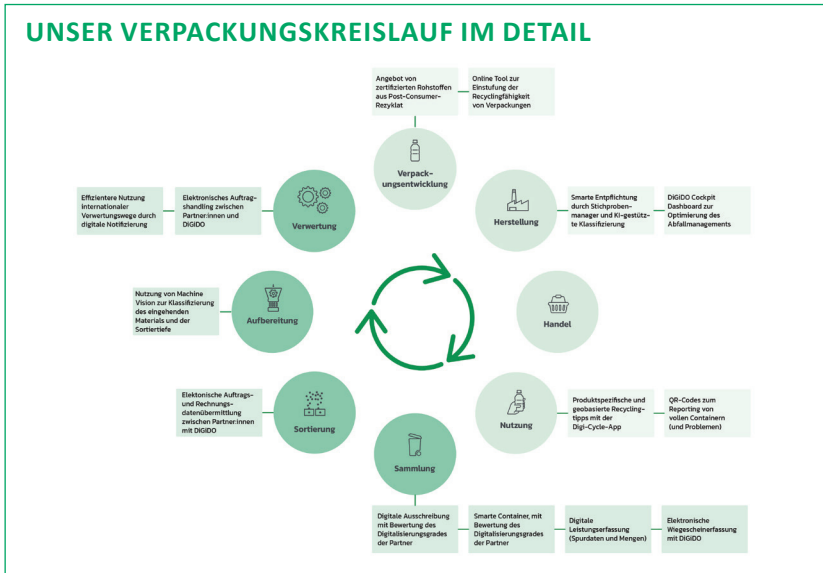 UNSER VERPACKUNGSKREISLAUF IM DETAIL
Angebot von
zertifizierten Rohstoffen
aus Post-Consumer-
Rezyklat
Online Tool zur
Einstufung der
Recyclingfähigkeit
von Verpackungen
Verpack-
ungsentwicklung
Herstellung
Smarte Entpflichtung
durch Stichproben-
manager und KI-gestütz-
te Klassifizierung
DiGiDO Cockpit
Dashboard zur
Optimierung des
Abfallmanagements
Handel
Nutzung
Produktspezifische und
geobasierte Recycling-
tipps mit der
Digi-Cycle-App
QR-Codes zum
Reporting von
vollen Containern
(und Problemen)
Sammlung
Digitale Ausschreibung
mit Bewertung des
Digitalisierungsgrades
der Partner
Smarte Container, mit
Bewertung des
Digitalisierungsgrades
der Partner
Digitale
Leistungserfassung
(Spurdaten und Mengen)
Elektronische
Wiegescheinerfassung
mit DiGiDO
Sortierung
Elektonische Auftrags-
und Rechnungs-
datenübermittlung
zwischen Partner:innen
mit DiGiDO
Aufbereitung
Nutzung von Machine
Vision zur Klassifizierung
des eingehenden
Materials und der
Sortiertiefe
Verwertung
Elektronisches Auftrag-
shandling zwischen
Partner:innen und
DiGiDO
Effizientere Nutzung
internationaler
Verwertungswege durch
digitale Notifizierung